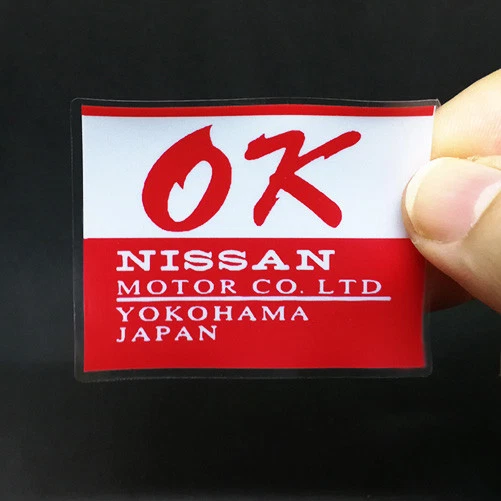 OK
NISSAN
MOTOR CO. LTD
YOKOHAMA
JAPAN